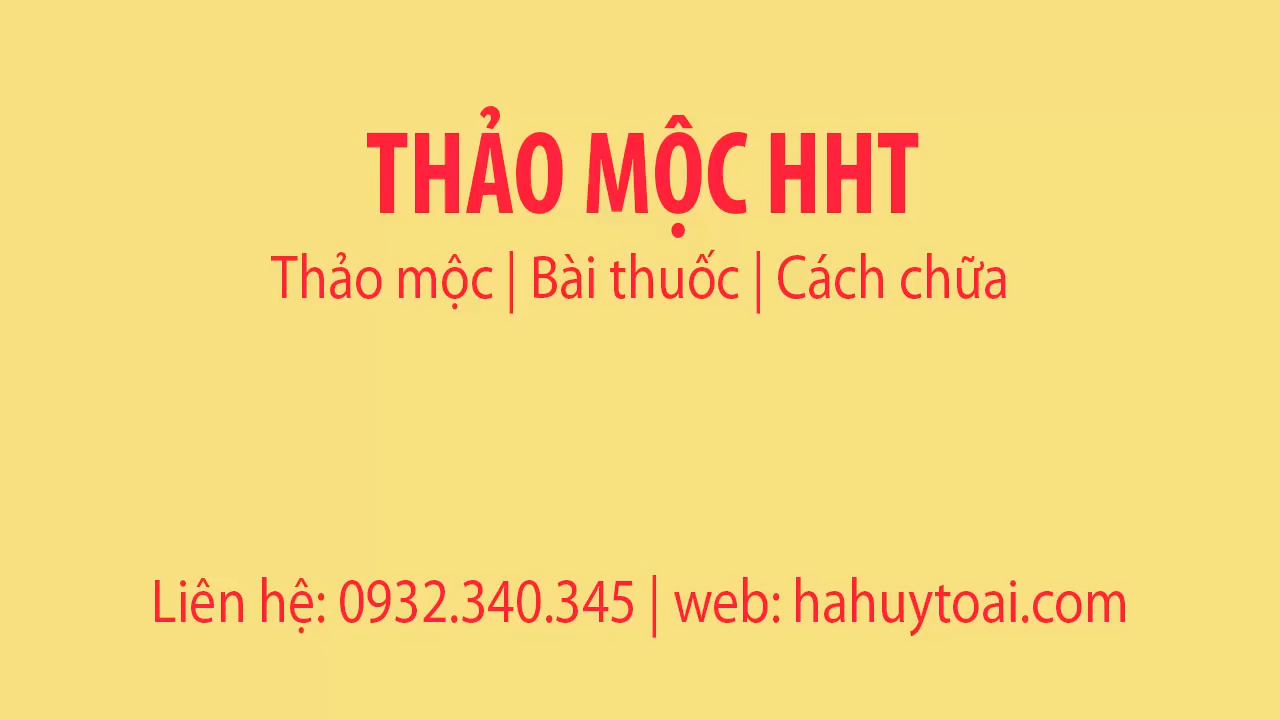 THẢO MỘC HHT
Thảo mộc | Bài thuốc | Cách chữa
Liên hệ: 0932.340.345 | web: hahuytoai.com